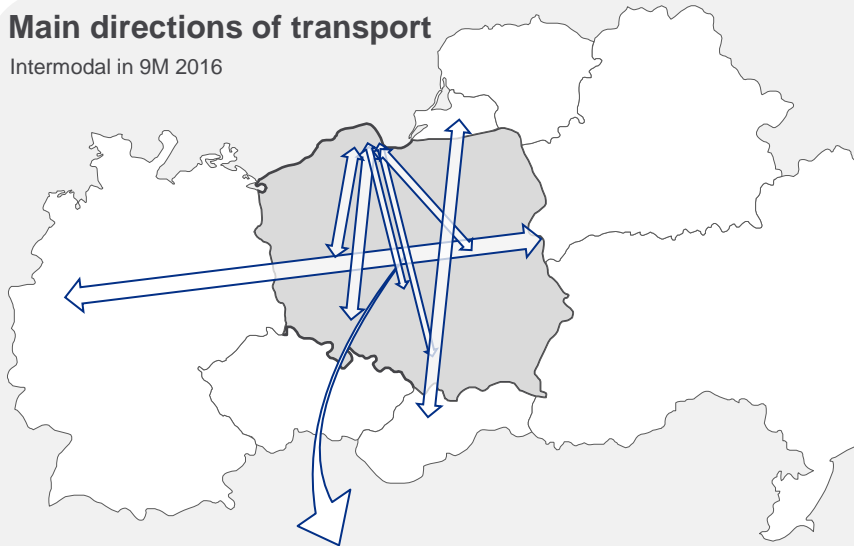 Main directions of transport
Intermodal in 9M 2016